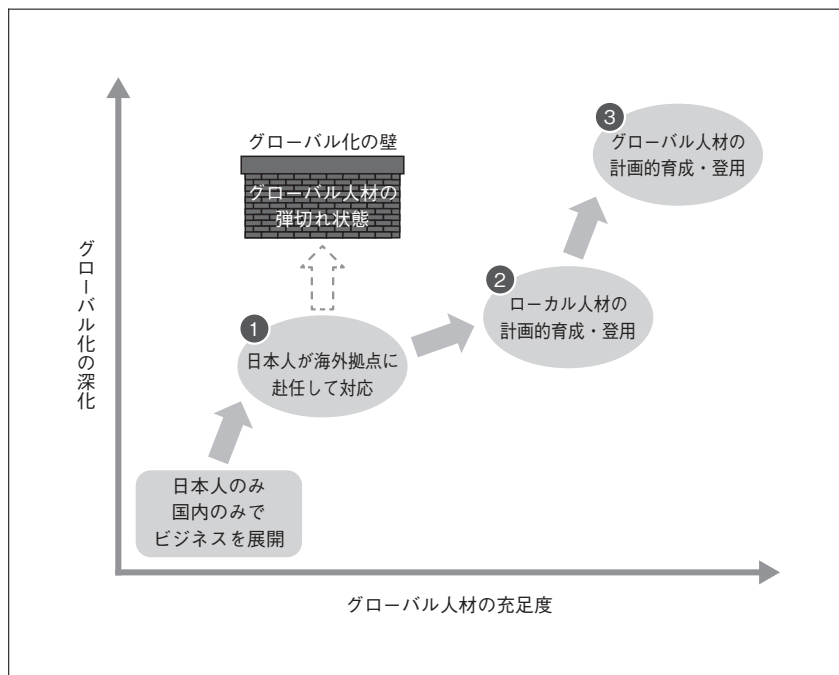 グローバル化の壁
グローバル人材の
弾切れ状態
3
グローバル人材の
計画的育成・登用
2
ローカル人材の
計画的育成・登用
1
日本人が海外拠点に
赴任して対応
日本人のみ
国内のみで
ビジネスを展開
グローバル化の深化
グローバル人材の充足度